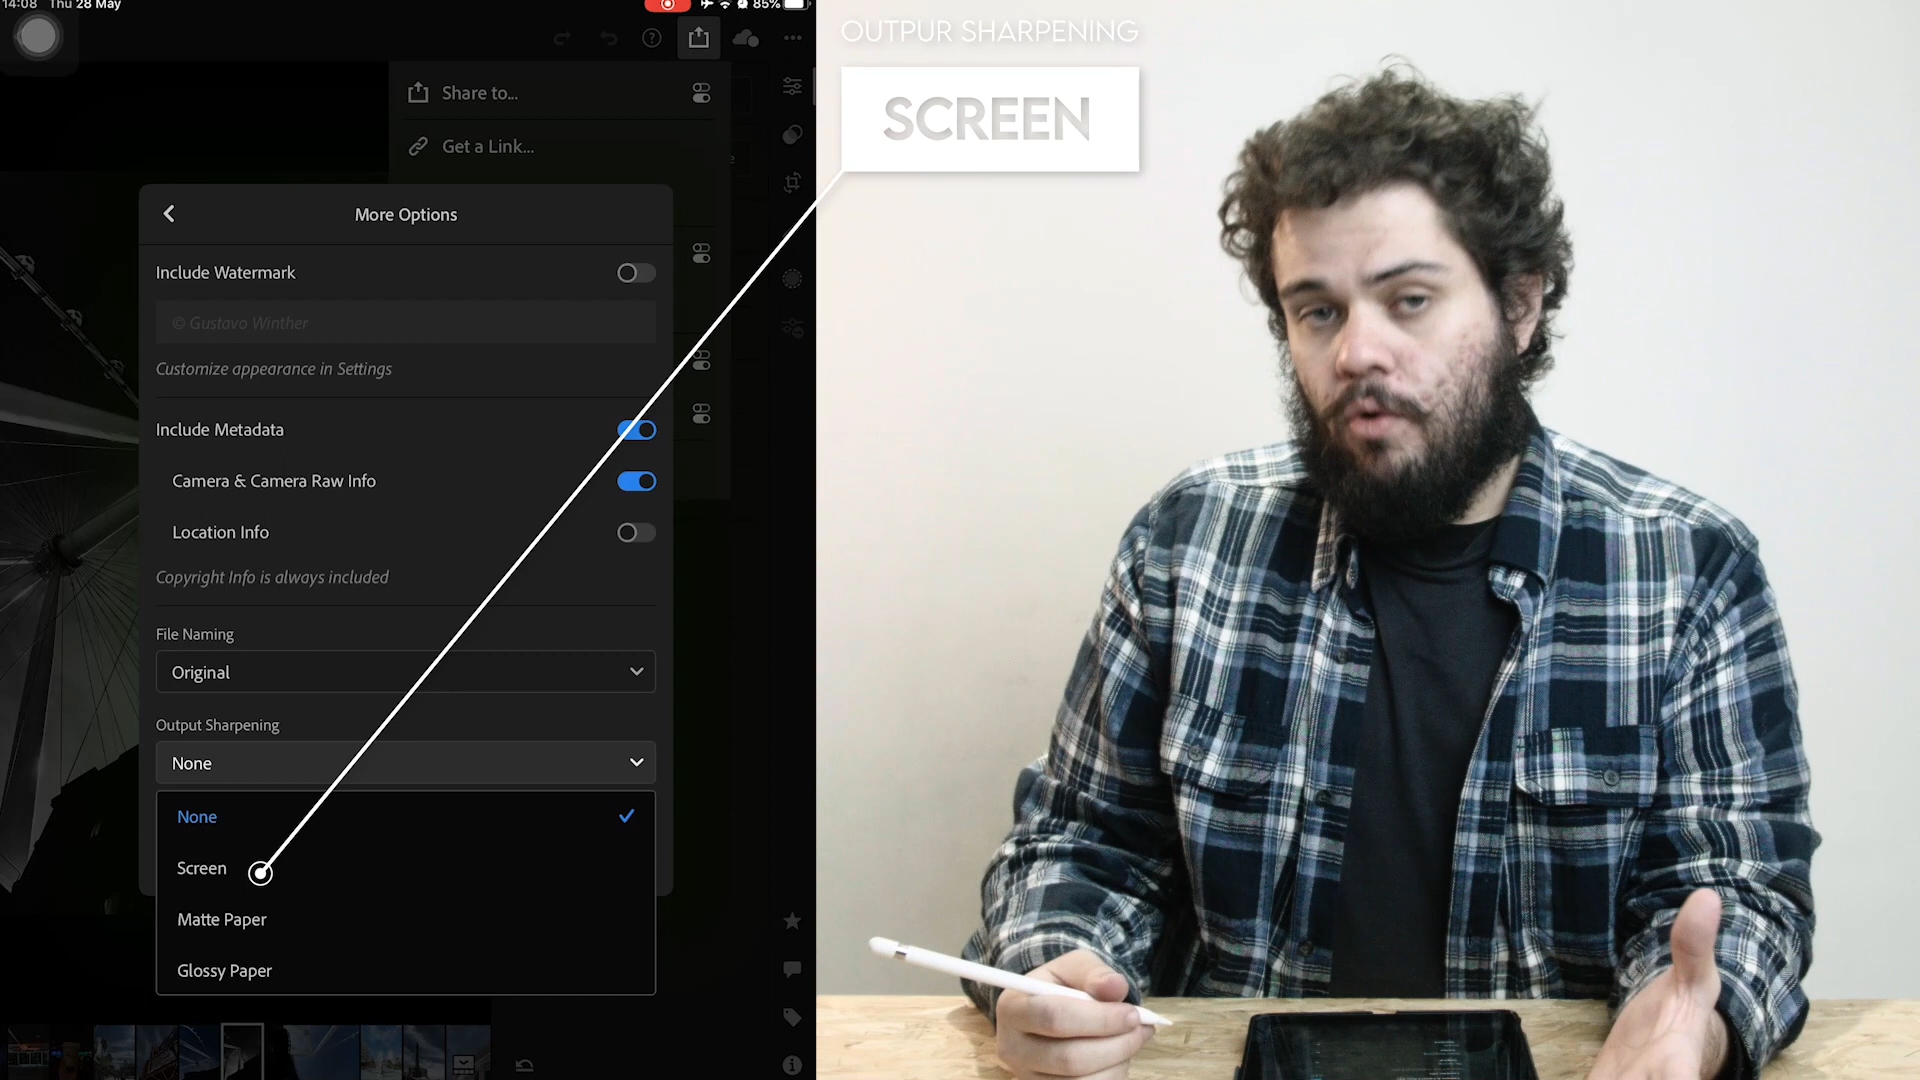 14:08 Thu 28 May
85%
Share to...
Get a Link...
More Options
Include Watermark
© Gustavo Winther
Customize appearance in Settings
Include Metadata
Camera & Camera Raw Info
Location Info
Copyright Info is always included
File Naming
Original
Output Sharpening
None
None
Screen
Matte Paper
Glossy Paper
OUTPUR SHARPENING
SCREEN